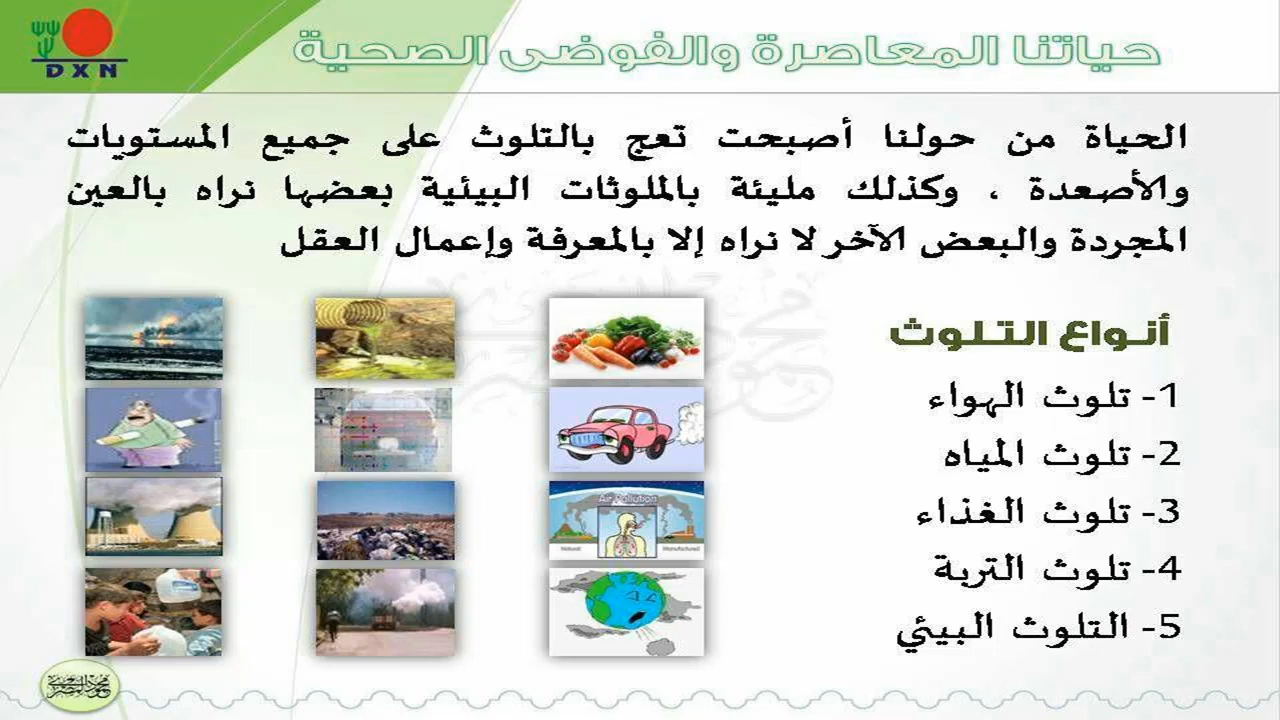 DXN
حياتنا المعاصرة والفوضى الصحية
الحياة من حولنا أصبحت تعج بالتلوث على جميع المستويات
والأصعدة ، وكذلك مليئة بالملوثات البيئية بعضها نراه بالعين
المجردة والبعض الآخر لا نراه إلا بالمعرفة وإعمال العقل
أنواع التلوث
1- تلوث الهواء
2- تلوث المياه
3- تلوث الغذاء
4- تلوث التربة
5- التلوث البيئي
Air Pollution
Natural
Manufactured